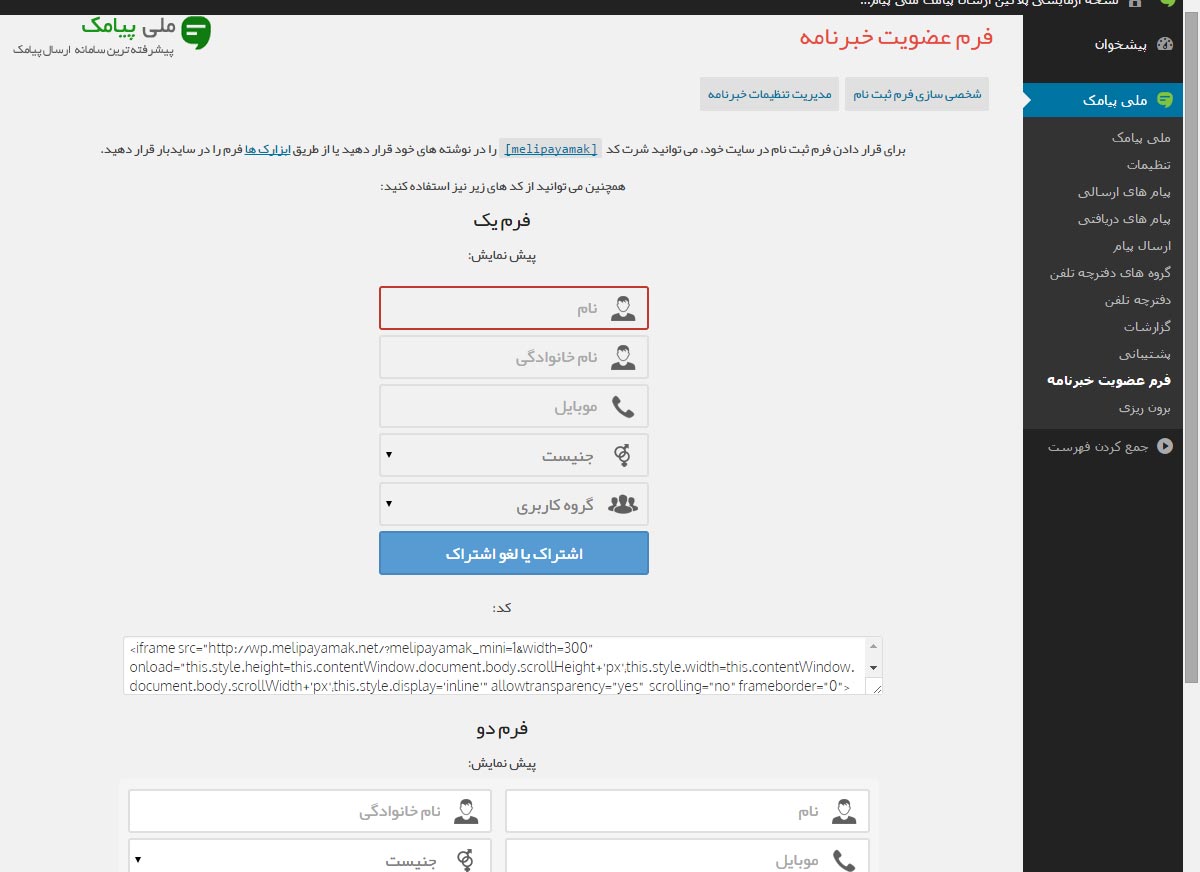 نسخه آزمایشی پلاگین ارسال پیامک ملی پیام...
ملی پیامک
پیشرفته ترین سامانه ارسال پیامک
فرم عضویت خبرنامه
شخصی سازی فرم ثبت نام
مدیریت تنظیمات خبرنامه
برای قرار دادن فرم ثبت نام در سایت خود، می توانید شرت کد [melipayamak] را در نوشته های خود قرار دهید یا از طریق ابزارک ها فرم را در سایدبار قرار دهید.
همچنین می توانید از کد های زیر نیز استفاده کنید:
فرم یک
پیش نمایش:
نام
نام خانوادگی
موبایل
جنیست
گروه کاربری
اشتراک یا لغو اشتراک
کد:
<iframe src="http://wp.melipayamak.net/?melipayamak_mini=1&width=300"
onload="this.style.height=this.contentWindow.document.body.scrollHeight+'px';this.style.width=this.contentWindow.
document.body.scrollWidth+'px';this.style.display='inline'" allowtransparency="yes" scrolling="no" frameborder="0">
فرم دو
پیش نمایش:
نام
نام خانوادگی
موبایل
جنیست
پیشخوان
ملی پیامک
ملی پیامک
تنظیمات
پیام های ارسالی
پیام های دریافتی
ارسال پیام
گروه های دفترچه تلفن
دفترچه تلفن
گزارشات
پشتیبانی
فرم عضویت خبرنامه
برون ریزی
جمع کردن فهرست